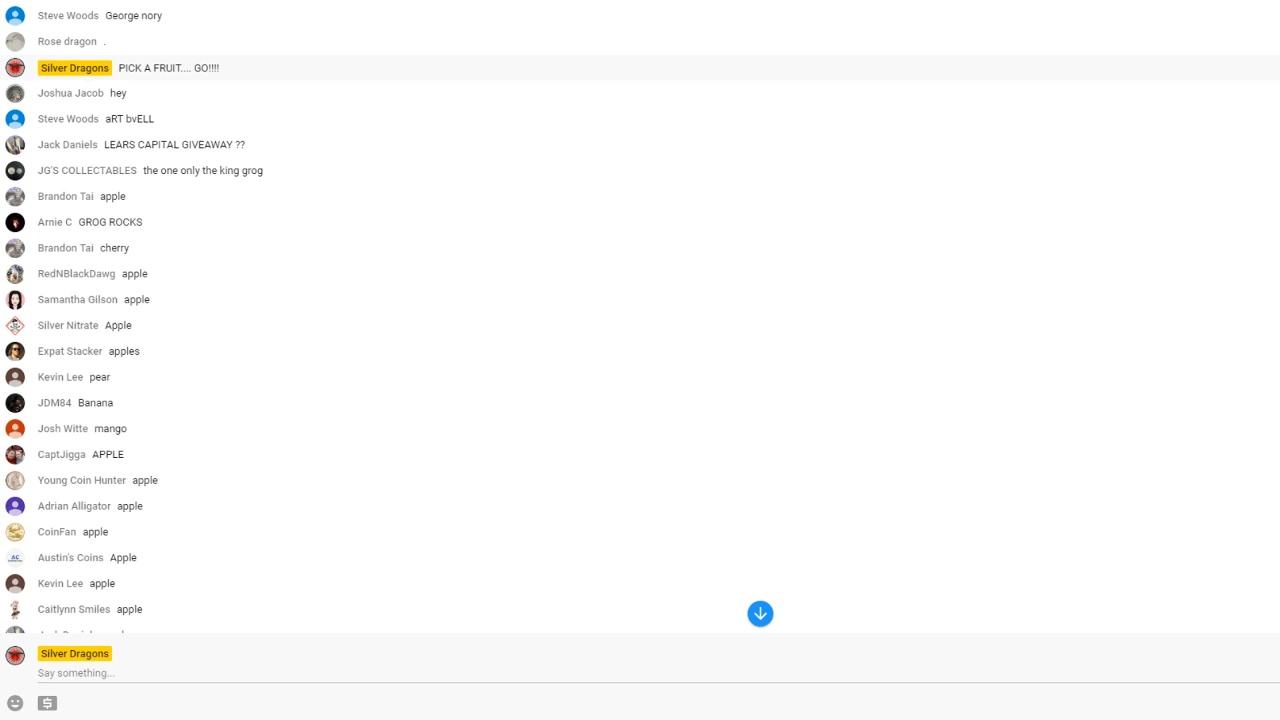 Steve Woods George nory
Rose dragon .
Silver Dragons PICK A FRUIT.... GO!!!!
Joshua Jacob hey
Steve Woods aRT bvELL
Jack Daniels LEARS CAPITAL GIVEAWAY ??
JG'S COLLECTABLES the one only the king grog
Brandon Tai apple
Arnie C GROG ROCKS
Brandon Tai cherry
RedNBlackDawg apple
Samantha Gilson apple
Silver Nitrate Apple
Expat Stacker apples
Kevin Lee pear
JDM84 Banana
Josh Witte mango
CaptJigga APPLE
Young Coin Hunter apple
Adrian Alligator apple
CoinFan apple
AC Austin's Coins Apple
Kevin Lee apple
Caitlynn Smiles apple
Silver Dragons
Say something...